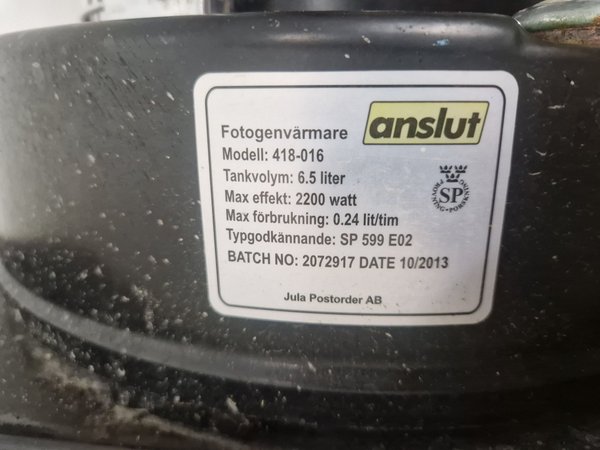 anslut
Fotogenvärmare
Modell: 418-016
Tankvolym: 6.5 liter
Max effekt: 2200 watt
Max förbrukning: 0.24 lit/tim
Typgodkännande: SP 599 E02
BATCH NO: 2072917 DATE 10/2013
Jula Postorder AB
SP